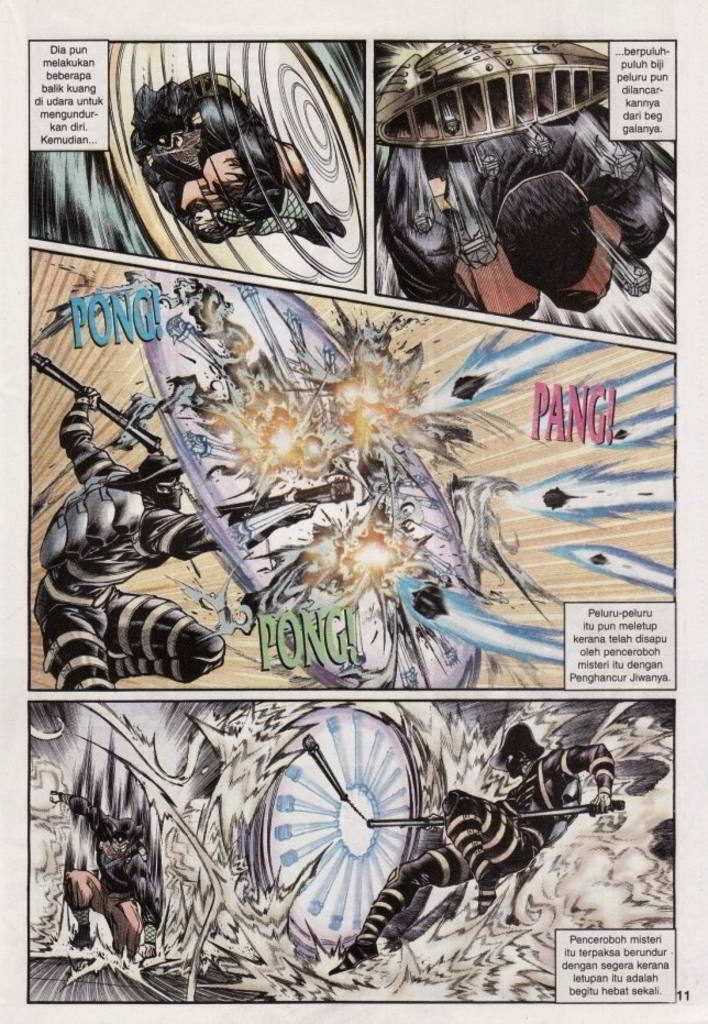 Dia pun
melakukan
beberapa
balik kuang
di udara untuk
mengundur-
kan diri.
Kemudian...
...berpuluh-
puluh biji
peluru pun
dilancar-
kannya
dari beg
galanya.
PONG!
PANG!
PONG!
Peluru-peluru
itu pun meletup
kerana telah disapu
oleh penceroboh
misteri itu dengan
Penghancur Jiwanya.
Penceroboh misteri
itu terpaksa berundur
dengan segera kerana
letupan itu adalah
begitu hebat sekali.
11